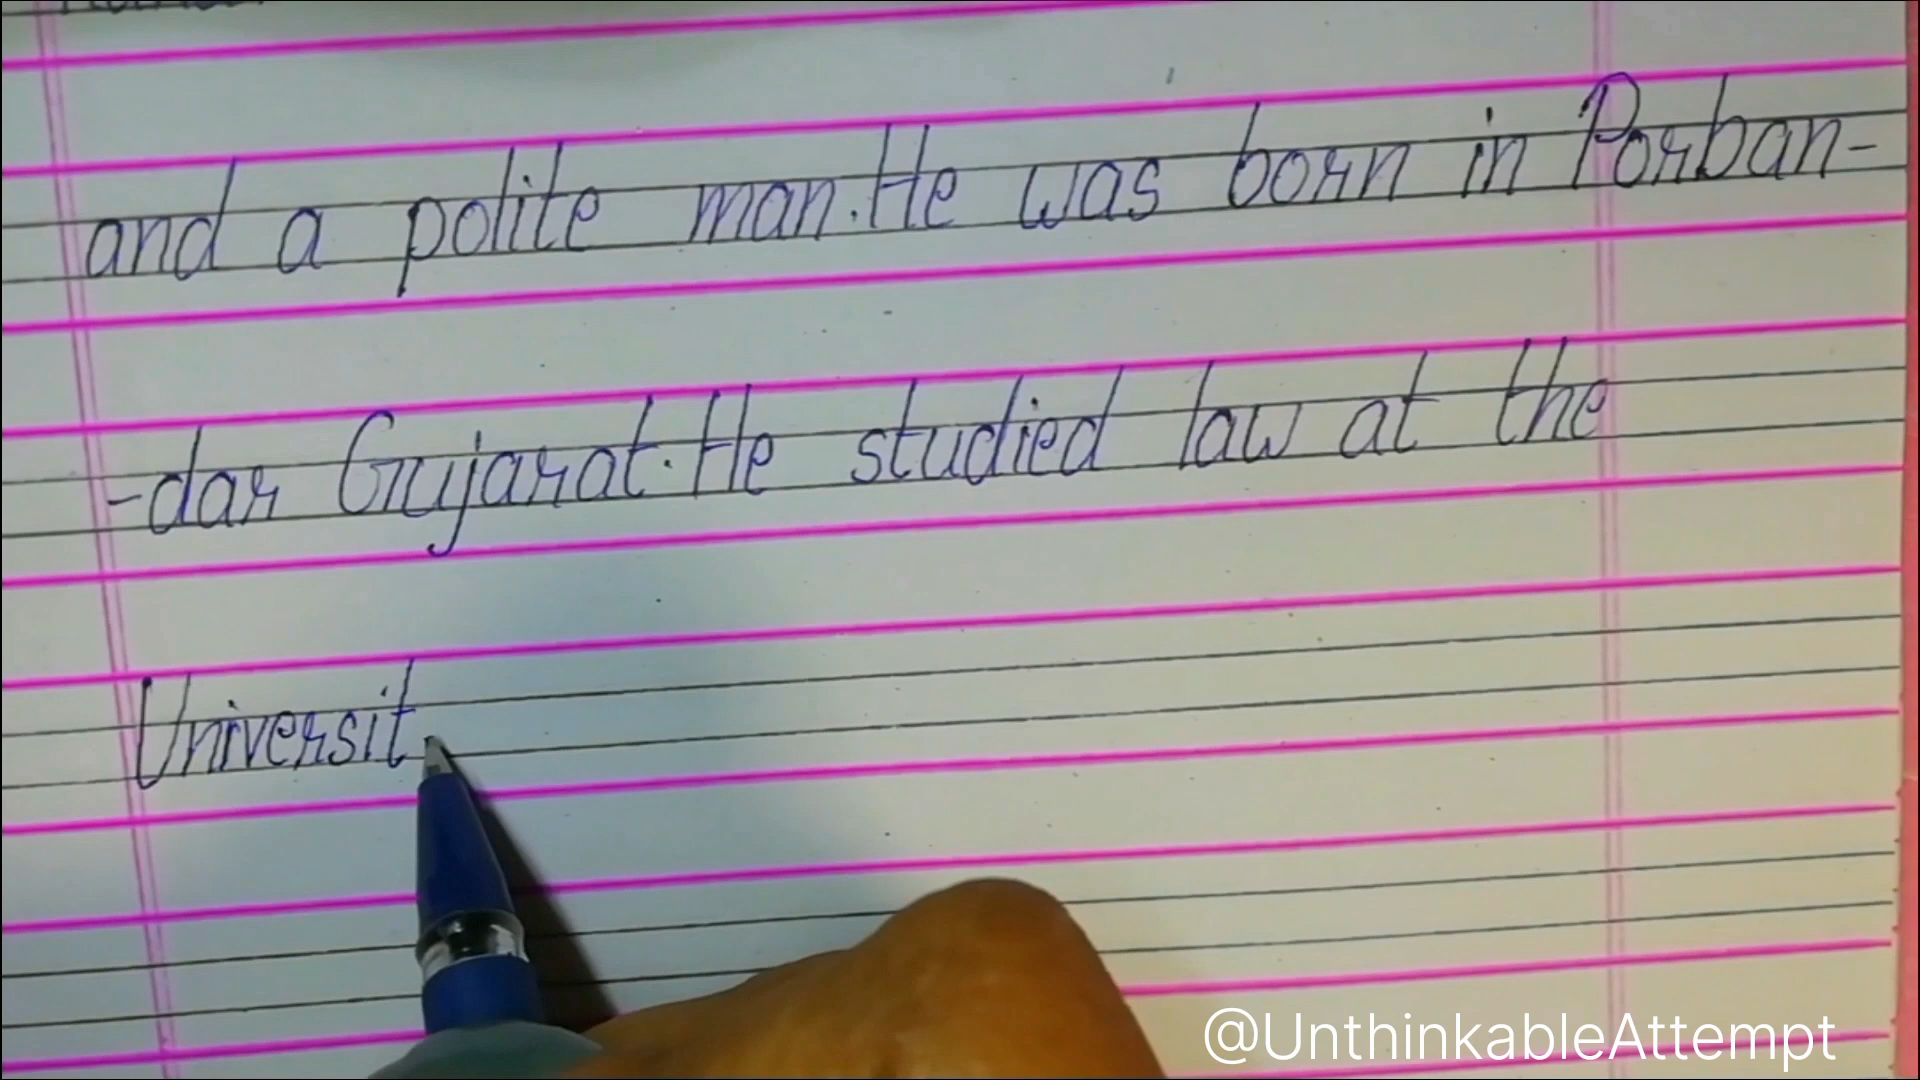 and a polite man. He was born in Porban-
-dar Gujarat. He studied law at the
Universit
@UnthinkableAttempt